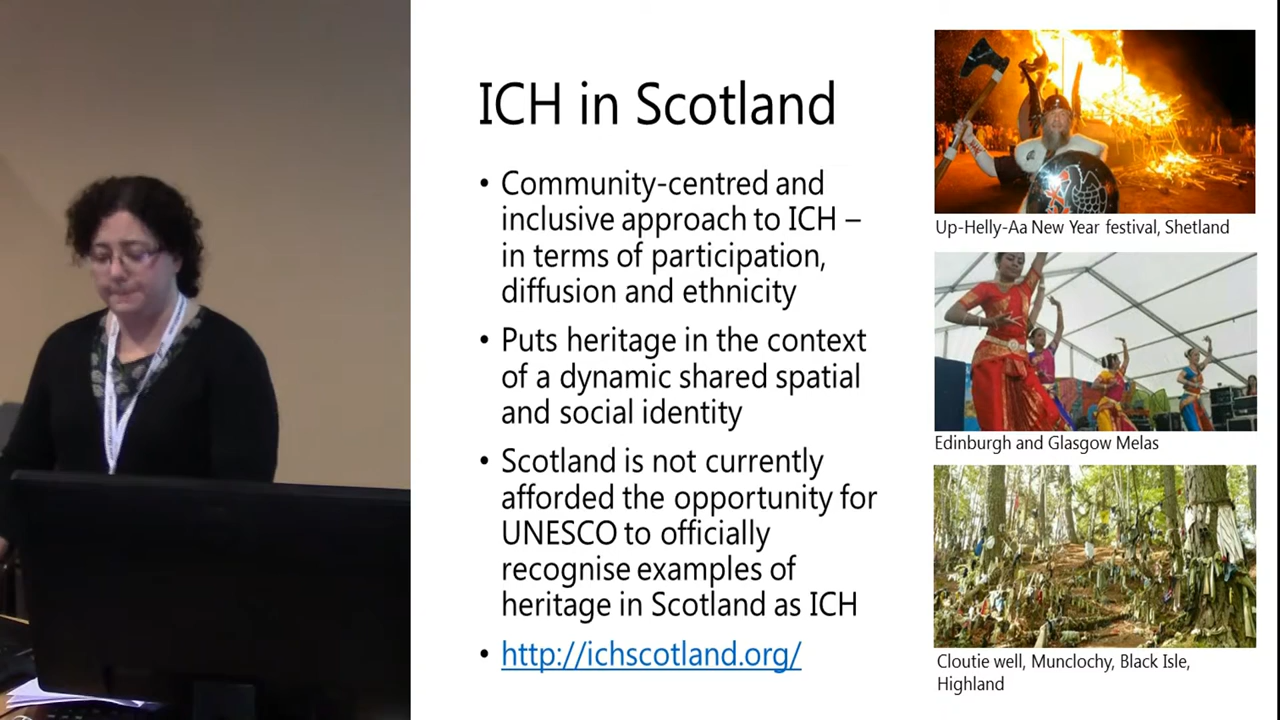 ICH in Scotland
• Community-centred and
inclusive approach to ICH –
in terms of participation,
diffusion and ethnicity
• Puts heritage in the context
of a dynamic shared spatial
and social identity
• Scotland is not currently
afforded the opportunity for
UNESCO to officially
recognise examples of
heritage in Scotland as ICH
• http://ichscotland.org/
Up-Helly-Aa New Year festival, Shetland
Edinburgh and Glasgow Melas
Cloutie well, Munclochy, Black Isle,
Highland